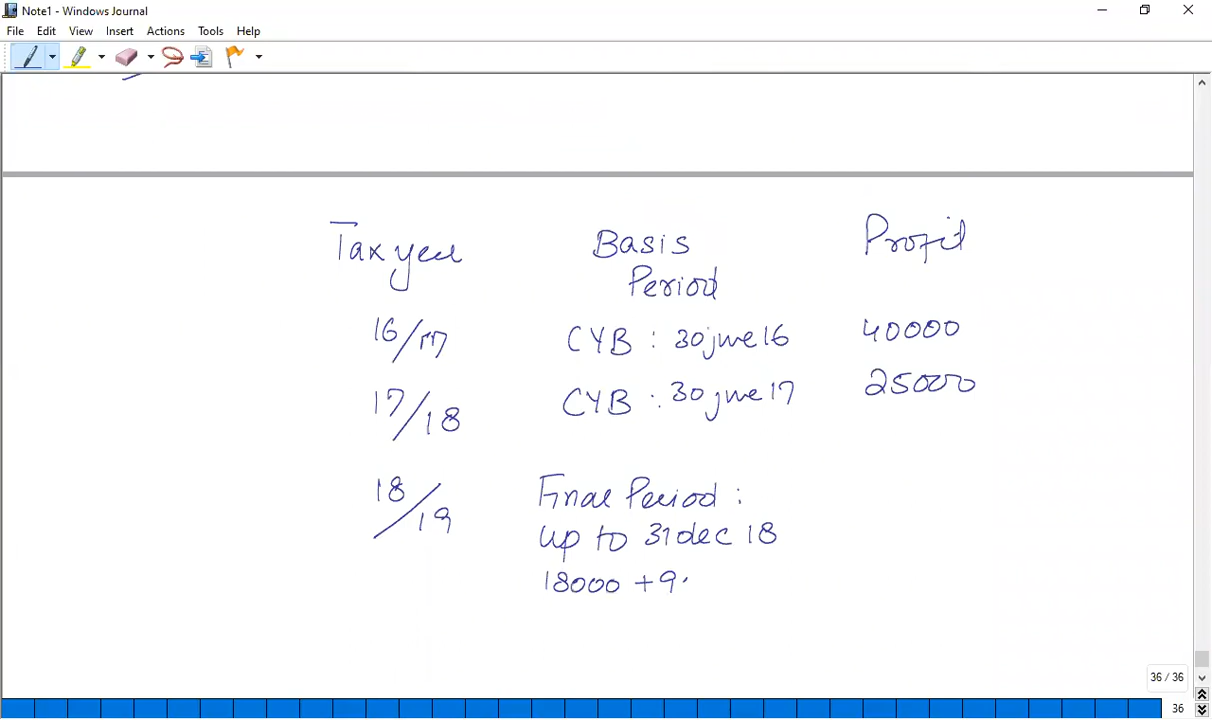 Note1 - Windows Journal
File Edit View Insert Actions Tools Help
Tax year Basis Period Profit
16/17 CYB : 30 june 16 40000
17/18 CYB : 30 june 17 25000
18/19 Final Period :
up to 31 dec 18
18000 + 9.
36 / 36
36